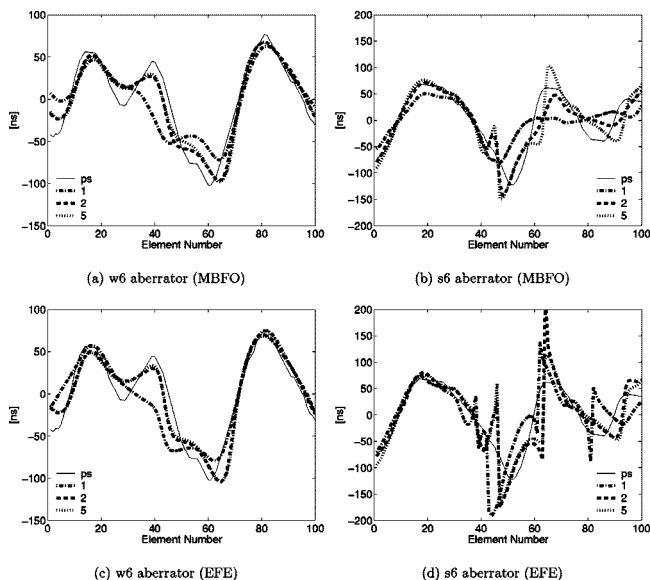 100
50
0
−50
−100
−150
[ns]
0 20 40 60 80 100
Element Number
ps
1
2
5
(a) w6 aberrator (MBFO)
200
150
100
50
0
−50
−100
−150
−200
[ns]
0 20 40 60 80 100
Element Number
ps
1
2
5
(b) s6 aberrator (MBFO)
100
50
0
−50
−100
−150
[ns]
0 20 40 60 80 100
Element Number
ps
1
2
5
(c) w6 aberrator (EFE)
200
150
100
50
0
−50
−100
−150
−200
[ns]
0 20 40 60 80 100
Element Number
ps
1
2
5
(d) s6 aberrator (EFE)